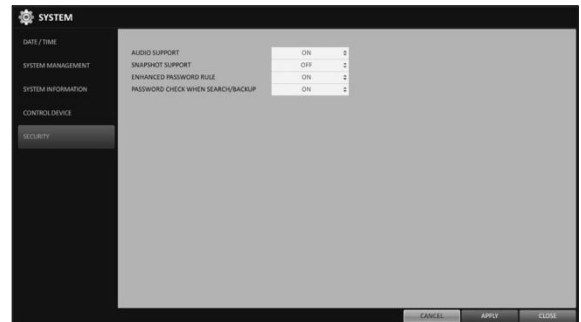 SYSTEM
DATE / TIME
SYSTEM MANAGEMENT
SYSTEM INFORMATION
CONTROL DEVICE
SECURITY
AUDIO SUPPORT ON
SNAPSHOT SUPPORT OFF
ENHANCED PASSWORD RULE ON
PASSWORD CHECK WHEN SEARCH/BACKUP ON
CANCEL APPLY CLOSE